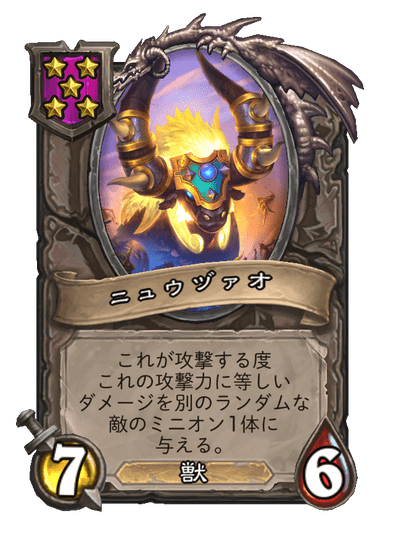 ニュウヅァオ
これが攻撃する度
これの攻撃力に等しい
ダメージを別のランダムな
敵のミニオン1体に
与える。
7
獣
6